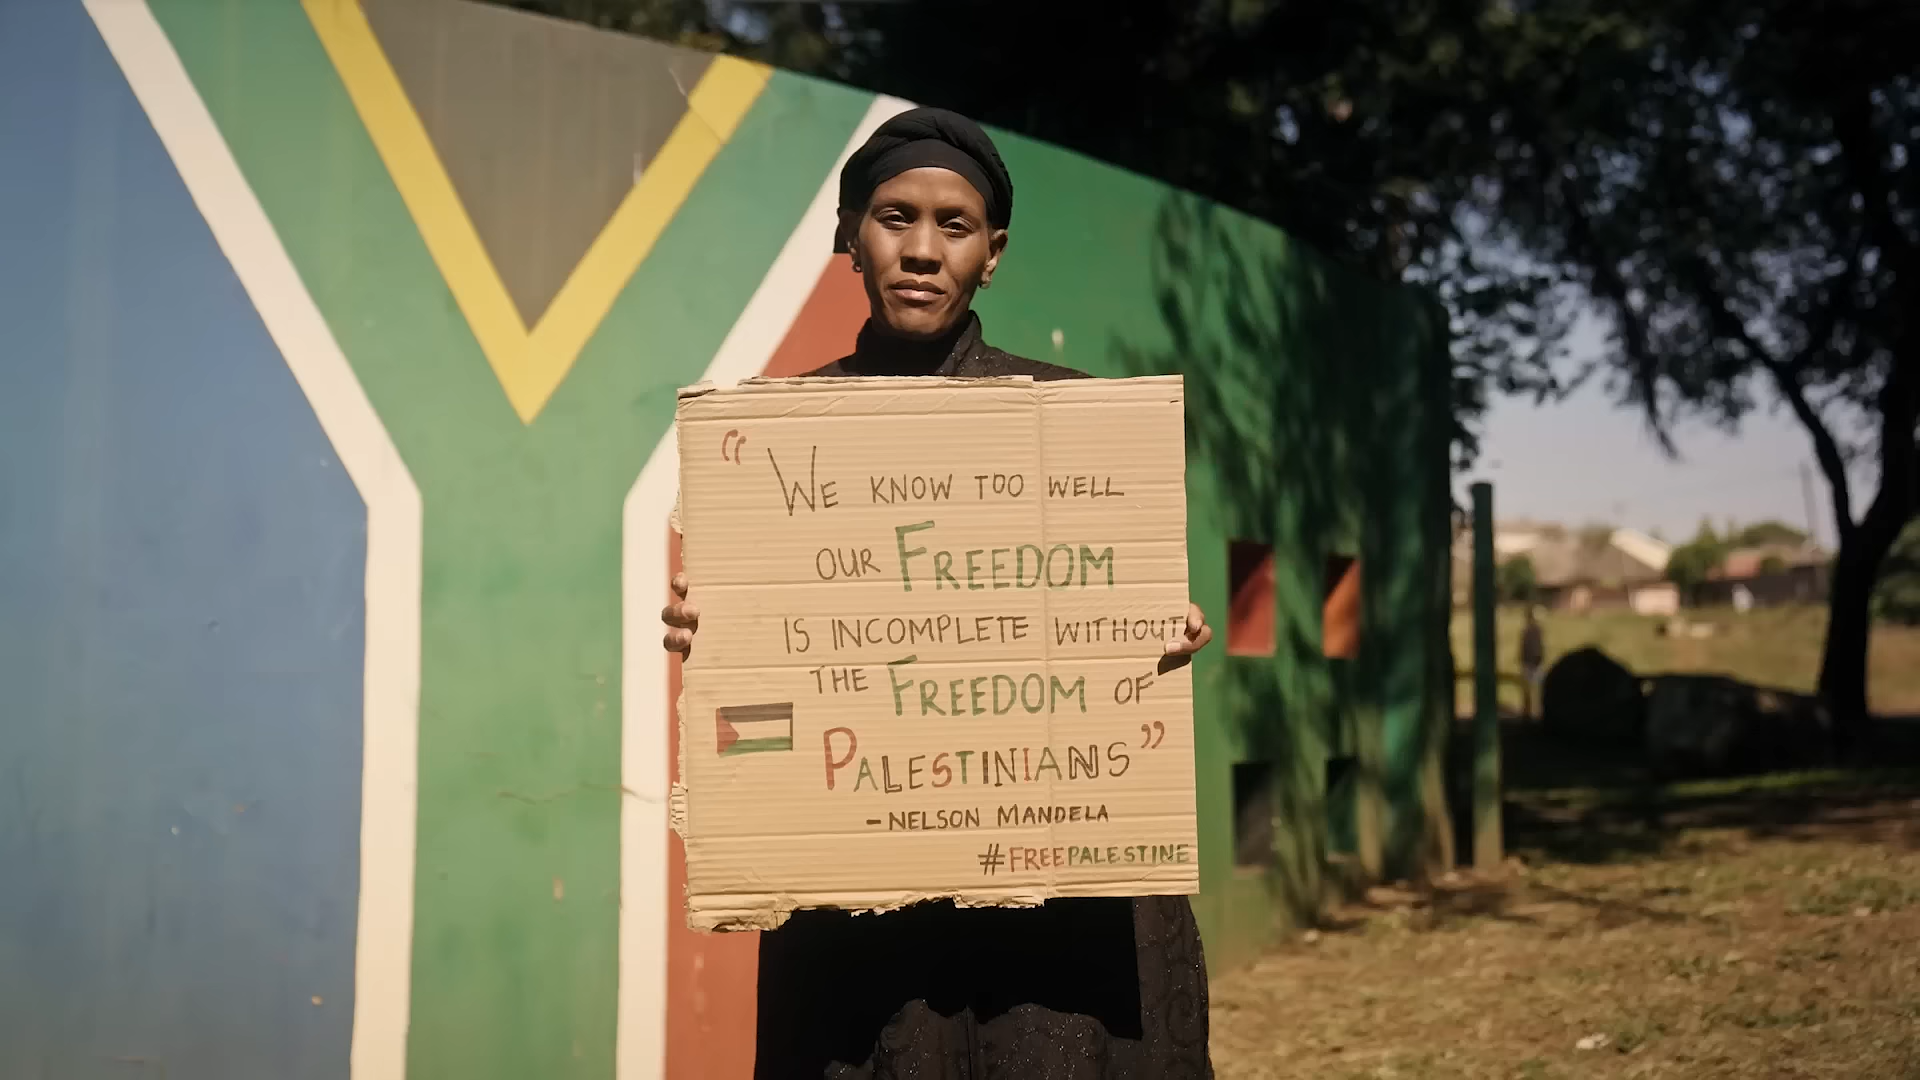 “WE KNOW TOO WELL
OUR FREEDOM
IS INCOMPLETE WITHOUT
THE FREEDOM OF
PALESTINIANS”
-NELSON MANDELA
#FREEPALESTINE